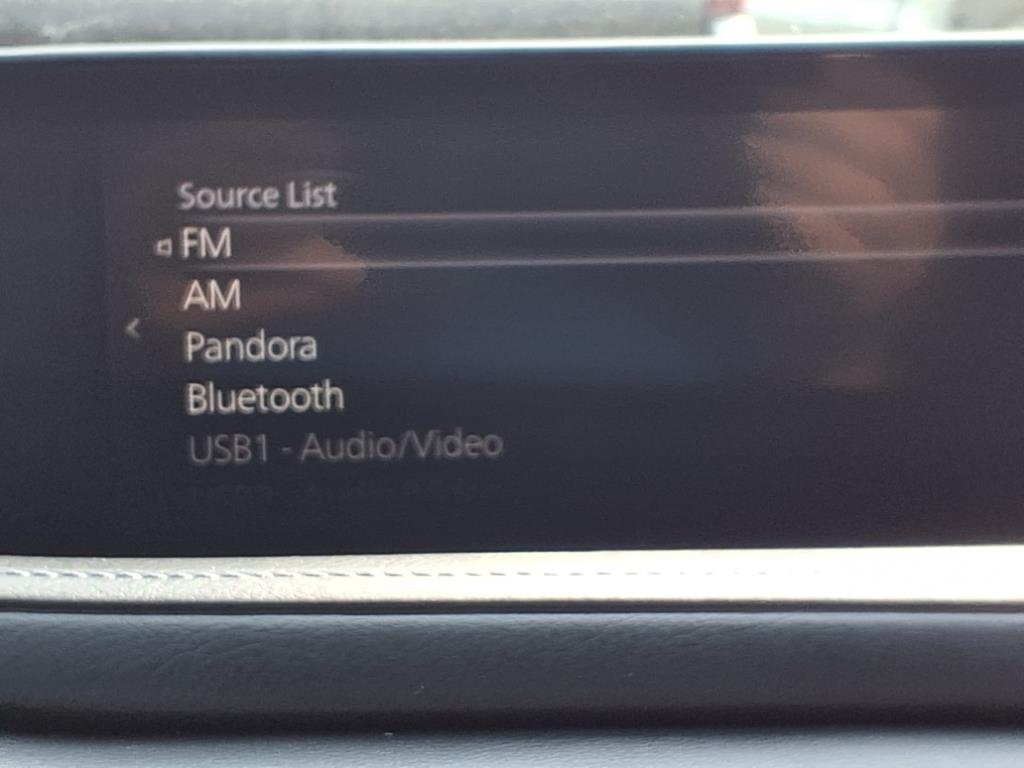 Source List
FM
AM
Pandora
Bluetooth
USB1 - Audio/Video